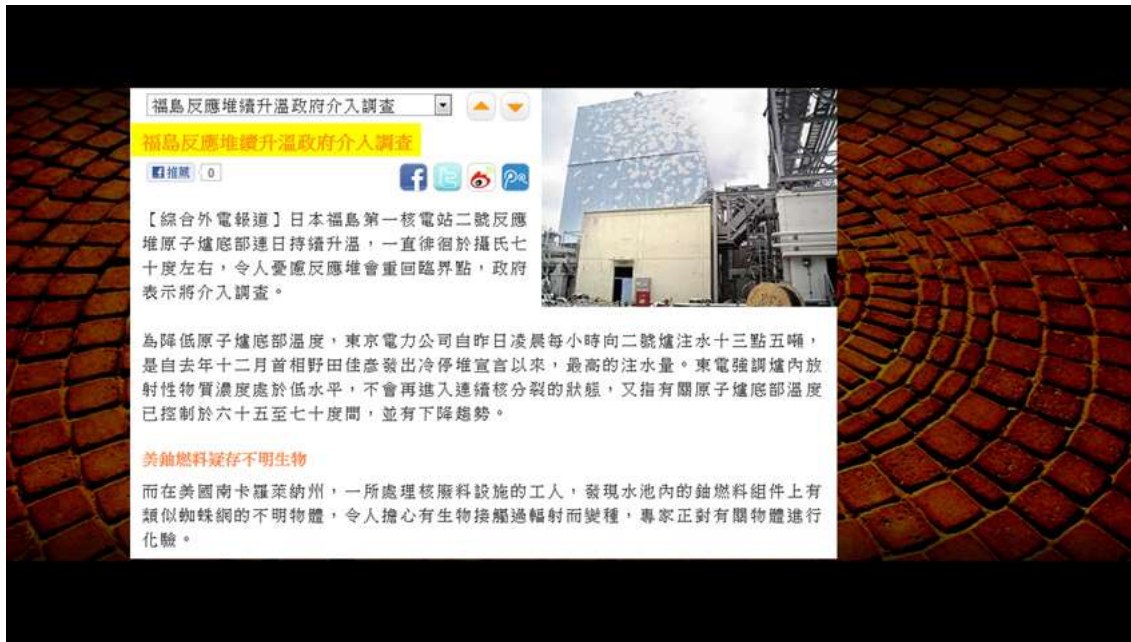 福島反應堆續升溫政府介入調查
福島反應堆續升溫政府介入調查
推薦 0
【綜合外電報道】日本福島第一核電站二號反應
堆原子爐底部連日持續升溫，一直徘徊於攝氏七
十度左右，令人憂慮反應堆會重回臨界點，政府
表示將介入調查。
為降低原子爐底部溫度，東京電力公司自昨日凌晨每小時向二號爐注水十三點五噸，
是自去年十二月首相野田佳彥發出冷停堆宣言以來，最高的注水量。東電強調爐內放
射性物質濃度處於低水平，不會再進入連續核分裂的狀態，又指有關原子爐底部溫度
已控制於六十五至七十度間，並有下降趨勢。
美鈾燃料疑存不明生物
而在美國南卡羅萊納州，一所處理核廢料設施的工人，發現水池內的鈾燃料組件上有
類似蜘蛛網的不明物體，令人擔心有生物接觸過輻射而變種，專家正對有關物體進行
化驗。